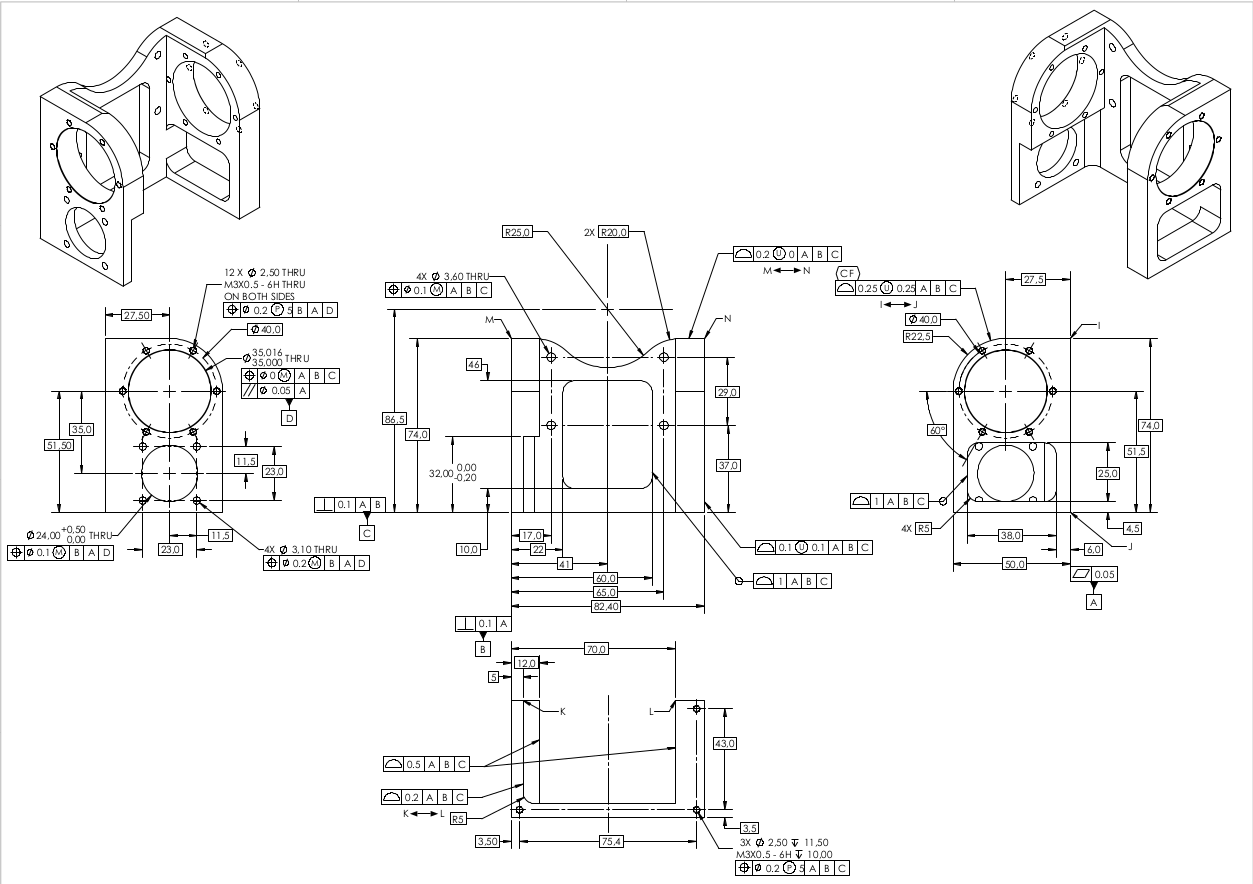 R25,0
2X R20,0
⌓ 0.2 Ⓤ 0 A B C
M ↔ N
4X Ø 3,60 THRU
⌖ Ø 0.1 Ⓜ A B C
12 X Ø 2,50 THRU
M3X0.5 - 6H THRU
ON BOTH SIDES
⌖ Ø 0.2 Ⓟ 5 B A D
CF
⌓ 0.25 Ⓤ 0.25 A B C
I ↔ J
27,5
27,50
Ø40,0
Ø35,016 THRU
35,000
⌖ Ø 0 Ⓜ A B C
// Ø 0.05 A
D
M
N
Ø40,0
R22,5
I
46
86,5
74,0
29,0
37,0
32,00 0,00
-0,20
10,0
51,50
35,0
11,5
23,0
60°
74,0
51,5
25,0
4,5
⊥ 0.1 A B
C
⌓ 1 A B C
4X R5
38,0
6,0
50,0
J
⏥ 0.05
A
Ø24,00 +0,50 THRU
0,00
⌖ Ø 0.1 Ⓜ B A D
23,0
11,5
4X Ø 3,10 THRU
⌖ Ø 0.2 Ⓜ B A D
17,0
22
41
60,0
65,0
82,40
⌓ 0.1 Ⓤ 0.1 A B C
⌓ 1 A B C
⊥ 0.1 A
B
70,0
12,0
5
K
L
43,0
⌓ 0.5 A B C
⌓ 0.2 A B C
K ↔ L
R5
3,50
75,4
3,5
3X Ø 2,50 ↧ 11,50
M3X0.5 - 6H ↧ 10,00
⌖ Ø 0.2 Ⓟ 5 A B C